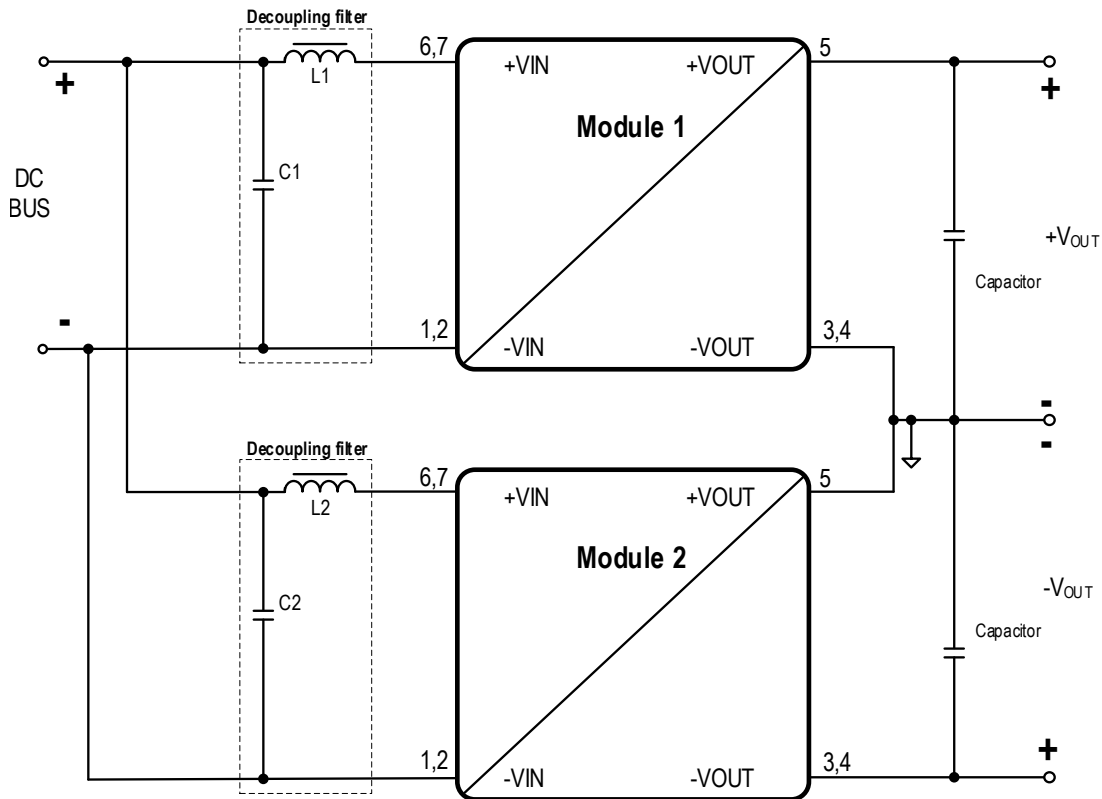 Decoupling filter
L1
C1
6,7
1,2
+VIN
+VOUT
Module 1
-VIN
-VOUT
5
3,4
+
-
DC
BUS
+
+VOUT
Capacitor
-
-
Decoupling filter
L2
C2
6,7
1,2
+VIN
+VOUT
Module 2
-VIN
-VOUT
5
3,4
-VOUT
Capacitor
+